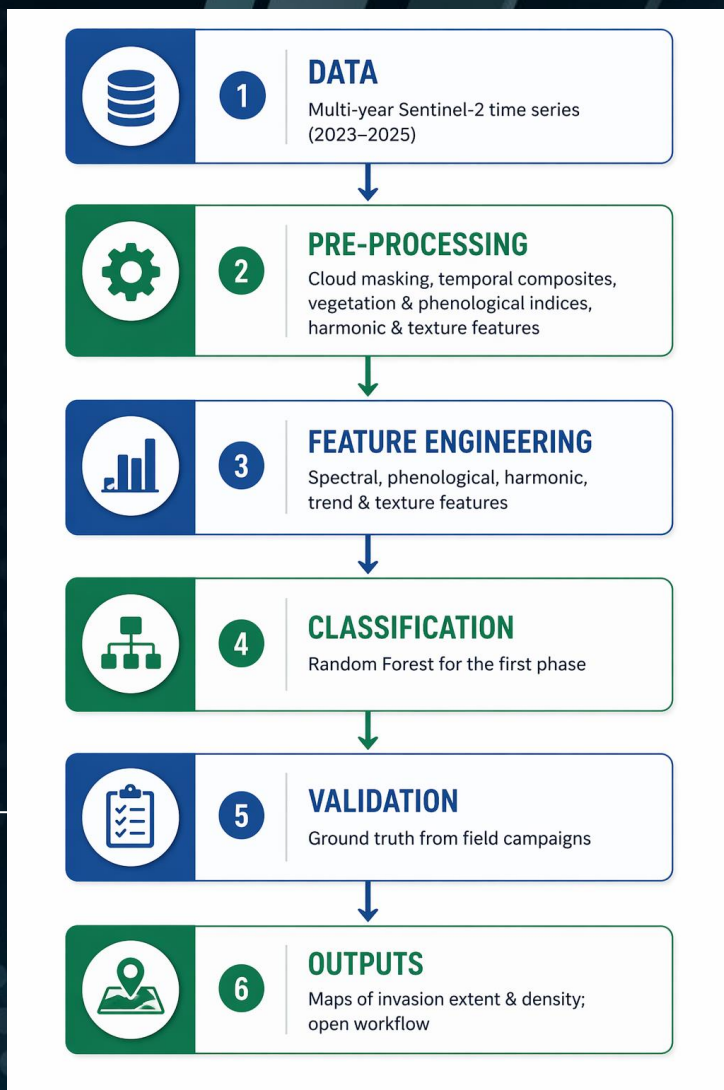 1
DATA
Multi-year Sentinel-2 time series
(2023–2025)
2
PRE-PROCESSING
Cloud masking, temporal composites,
vegetation & phenological indices,
harmonic & texture features
3
FEATURE ENGINEERING
Spectral, phenological, harmonic,
trend & texture features
4
CLASSIFICATION
Random Forest for the first phase
5
VALIDATION
Ground truth from field campaigns
6
OUTPUTS
Maps of invasion extent & density;
open workflow